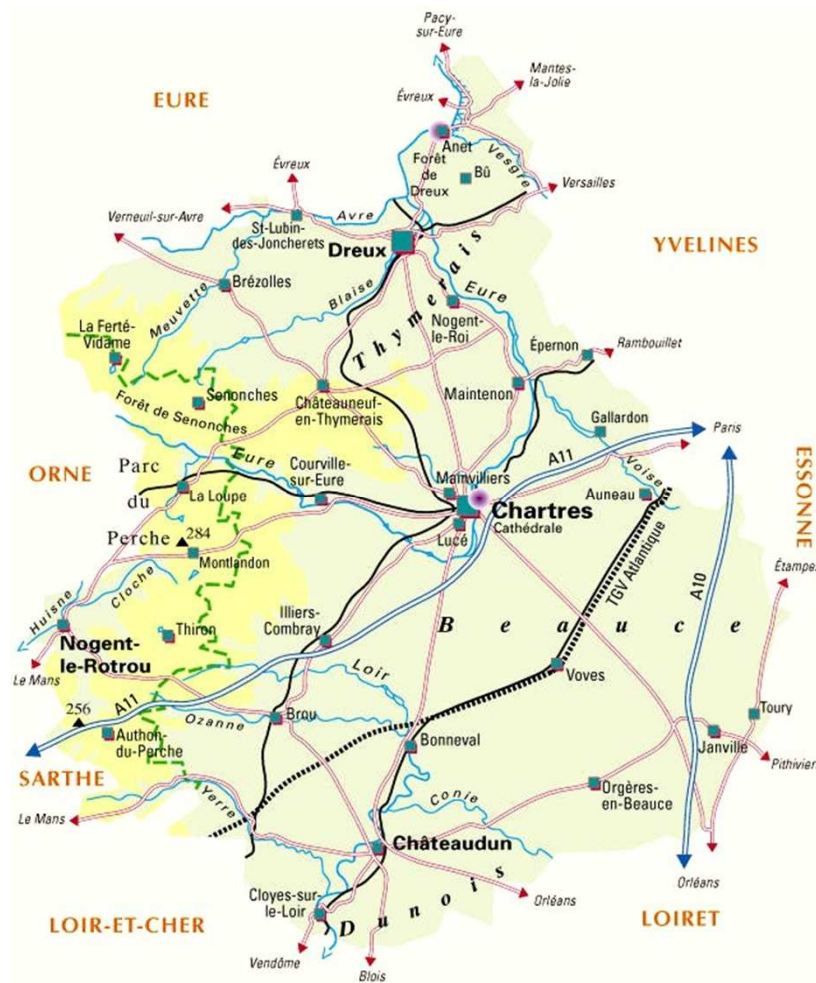 Pacy-
sur-Eure
Mantes-
la-Jolie
EURE
Évreux
Anet
Vesgre
Forêt
de
Dreux
Bû
Évreux
Versailles
Verneuil-sur-Avre
Avre
St-Lubin-
des-Joncherets
Dreux
YVELINES
Brézolles
Blaise
Thymerais
Eure
Meuvette
Nogent-
le-Roi
La Ferté-
Vidame
Épernon
Rambouillet
Senonches
Forêt de Senonches
Châteauneuf-
en-Thymerais
Maintenon
Gallardon
Paris
Eure
A11
Voise
ORNE
Parc
du
Perche
La Loupe
Courville-
sur-Eure
Mainvilliers
Chartres
Cathédrale
Lucé
Auneau
ESSONNE
284
Montlandon
TGV Atlantique
A10
Étampes
Huisne
Cloche
Thiron
Illiers-
Combray
Beauce
Nogent-
le-Rotrou
Le Mans
Loir
Voves
256
A11
Ozanne
Brou
Toury
Authon-
du-Perche
Bonneval
Janville
SARTHE
Pithiviers
Orgères-
en-Beauce
Le Mans
Yerre
Conie
Châteaudun
Cloyes-sur-
le-Loir
Dunois
Orléans
Orléans
LOIR-ET-CHER
LOIRET
Vendôme
Blois